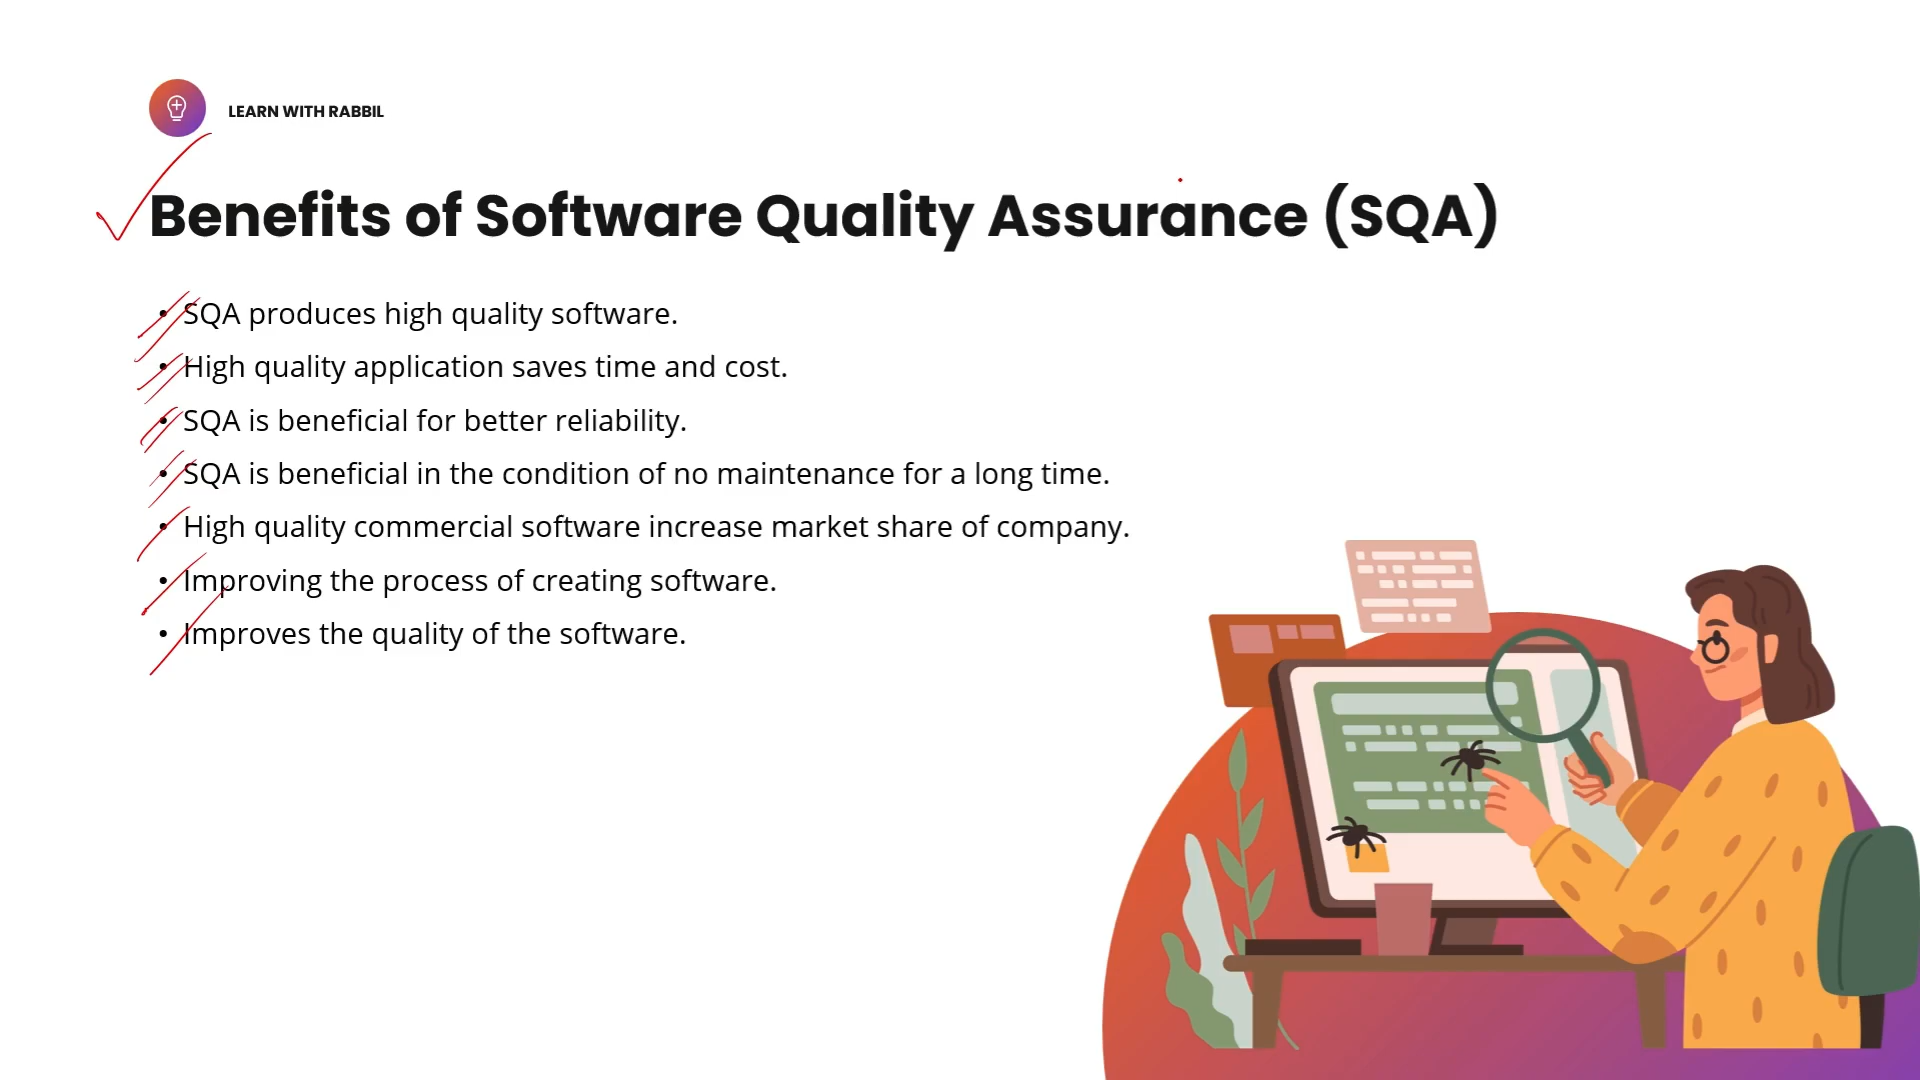 LEARN WITH RABBIL
Benefits of Software Quality Assurance (SQA)
• SQA produces high quality software.
• High quality application saves time and cost.
• SQA is beneficial for better reliability.
• SQA is beneficial in the condition of no maintenance for a long time.
• High quality commercial software increase market share of company.
• Improving the process of creating software.
• Improves the quality of the software.